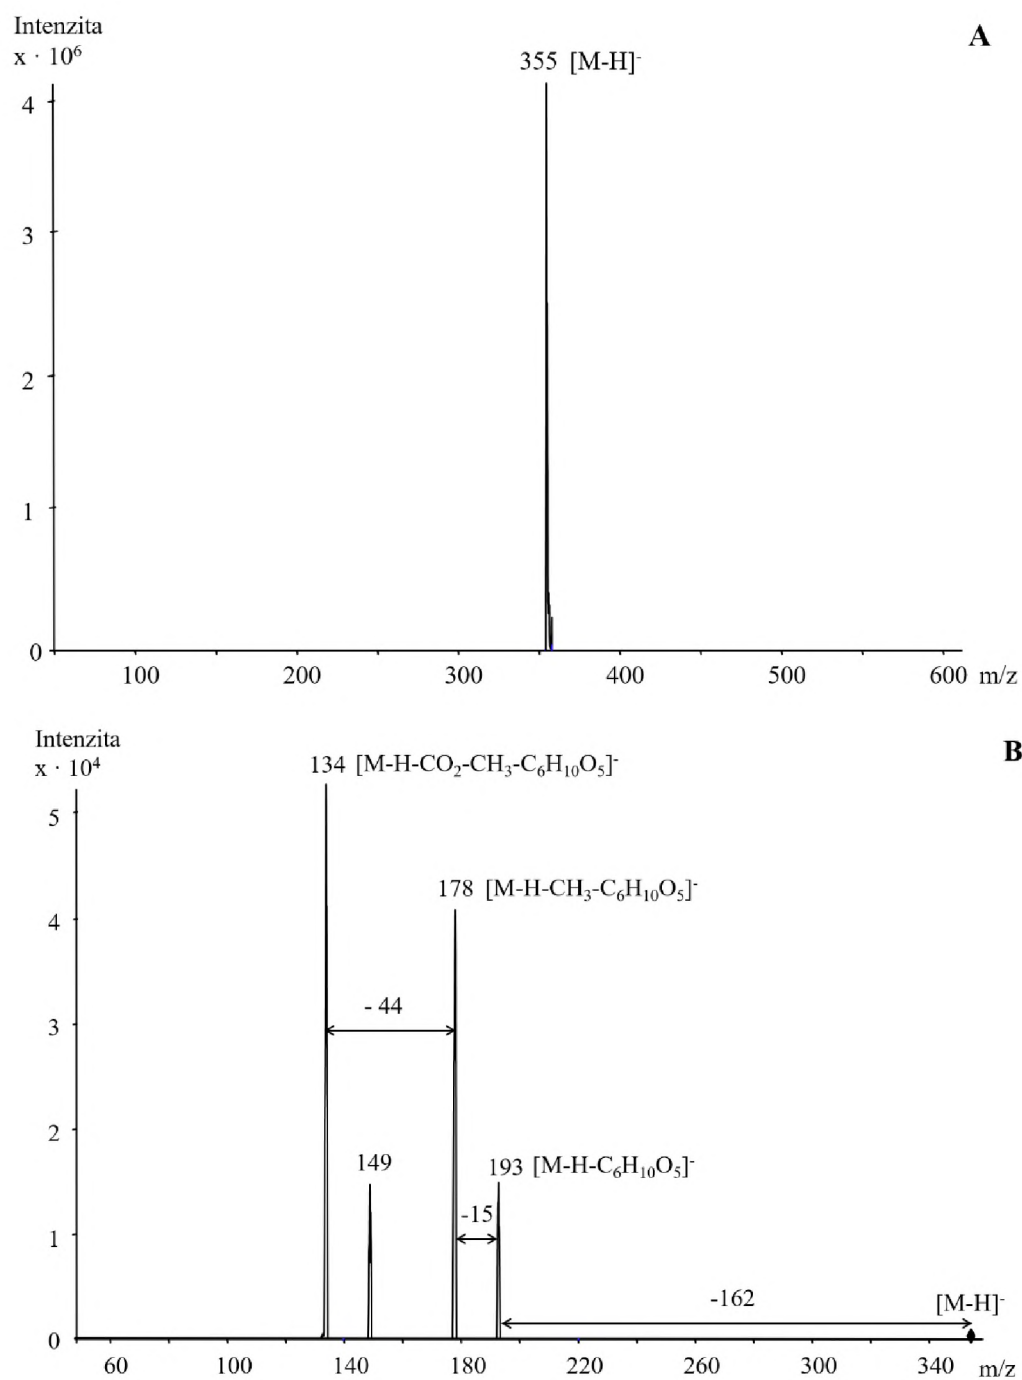 Intenzita
x · 10⁶
A
355 [M-H]⁻
4
3
2
1
0
100 200 300 400 500 600 m/z
Intenzita
x · 10⁴
B
134 [M-H-CO₂-CH₃-C₆H₁₀O₅]⁻
5
178 [M-H-CH₃-C₆H₁₀O₅]⁻
4
- 44
3
2
149
193 [M-H-C₆H₁₀O₅]⁻
-15
1
-162
[M-H]⁻
0
60 100 140 180 220 260 300 340 m/z